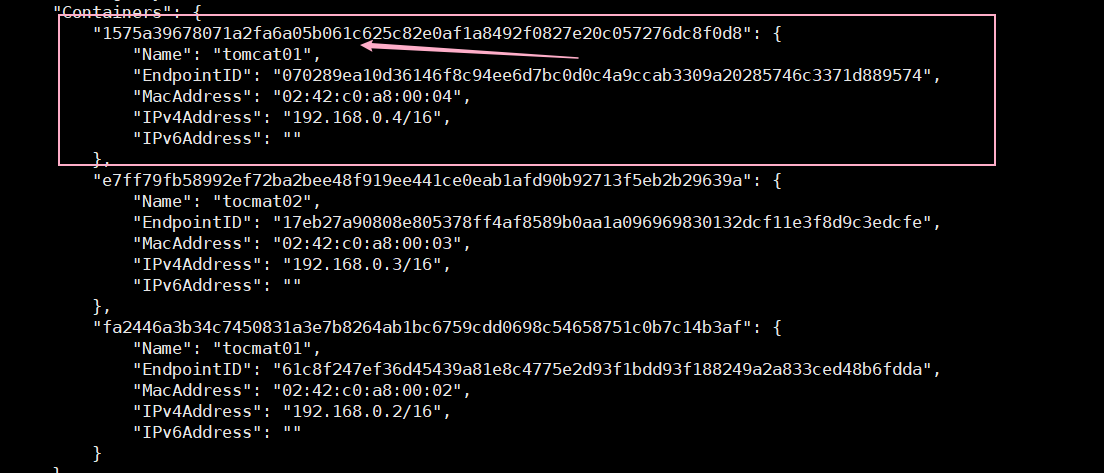 "Containers": {
"1575a39678071a2fa6a05b061c625c82e0af1a8492f0827e20c057276dc8f0d8": {
"Name": "tomcat01",
"EndpointID": "070289ea10d36146f8c94ee6d7bc0d0c4a9ccab3309a20285746c3371d889574",
"MacAddress": "02:42:c0:a8:00:04",
"IPv4Address": "192.168.0.4/16",
"IPv6Address": ""
},
"e7ff79fb58992ef72ba2bee48f919ee441ce0eab1afd90b92713f5eb2b29639a": {
"Name": "tocmat02",
"EndpointID": "17eb27a90808e805378ff4af8589b0aa1a096969830132dcf11e3f8d9c3edcfe",
"MacAddress": "02:42:c0:a8:00:03",
"IPv4Address": "192.168.0.3/16",
"IPv6Address": ""
},
"fa2446a3b34c7450831a3e7b8264ab1bc6759cdd0698c54658751c0b7c14b3af": {
"Name": "tocmat01",
"EndpointID": "61c8f247ef36d45439a81e8c4775e2d93f1bdd93f188249a2a833ced48b6fdda",
"MacAddress": "02:42:c0:a8:00:02",
"IPv4Address": "192.168.0.2/16",
"IPv6Address": ""
}
}